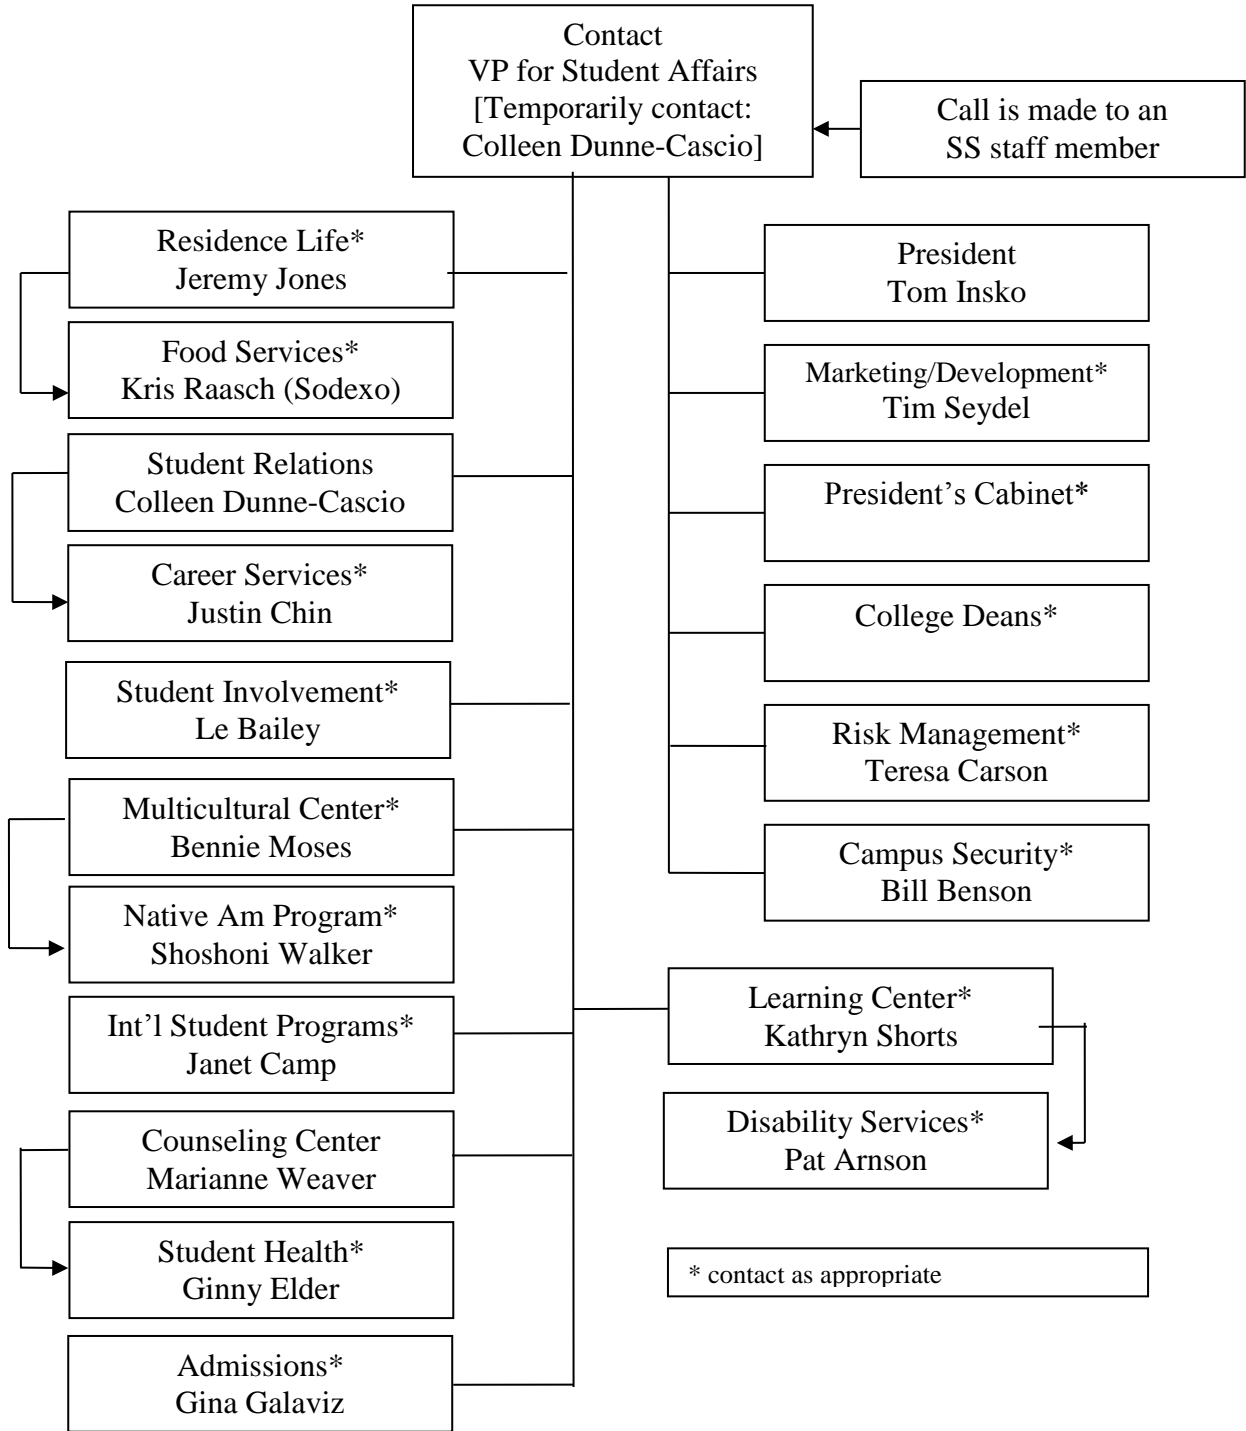 Contact
VP for Student Affairs
[Temporarily contact:
Colleen Dunne-Cascio]
Call is made to an
SS staff member
Residence Life*
Jeremy Jones
Food Services*
Kris Raasch (Sodexo)
Student Relations
Colleen Dunne-Cascio
Career Services*
Justin Chin
Student Involvement*
Le Bailey
Multicultural Center*
Bennie Moses
Native Am Program*
Shoshoni Walker
Int’l Student Programs*
Janet Camp
Counseling Center
Marianne Weaver
Student Health*
Ginny Elder
Admissions*
Gina Galaviz
President
Tom Insko
Marketing/Development*
Tim Seydel
President’s Cabinet*
College Deans*
Risk Management*
Teresa Carson
Campus Security*
Bill Benson
Learning Center*
Kathryn Shorts
Disability Services*
Pat Arnson
* contact as appropriate